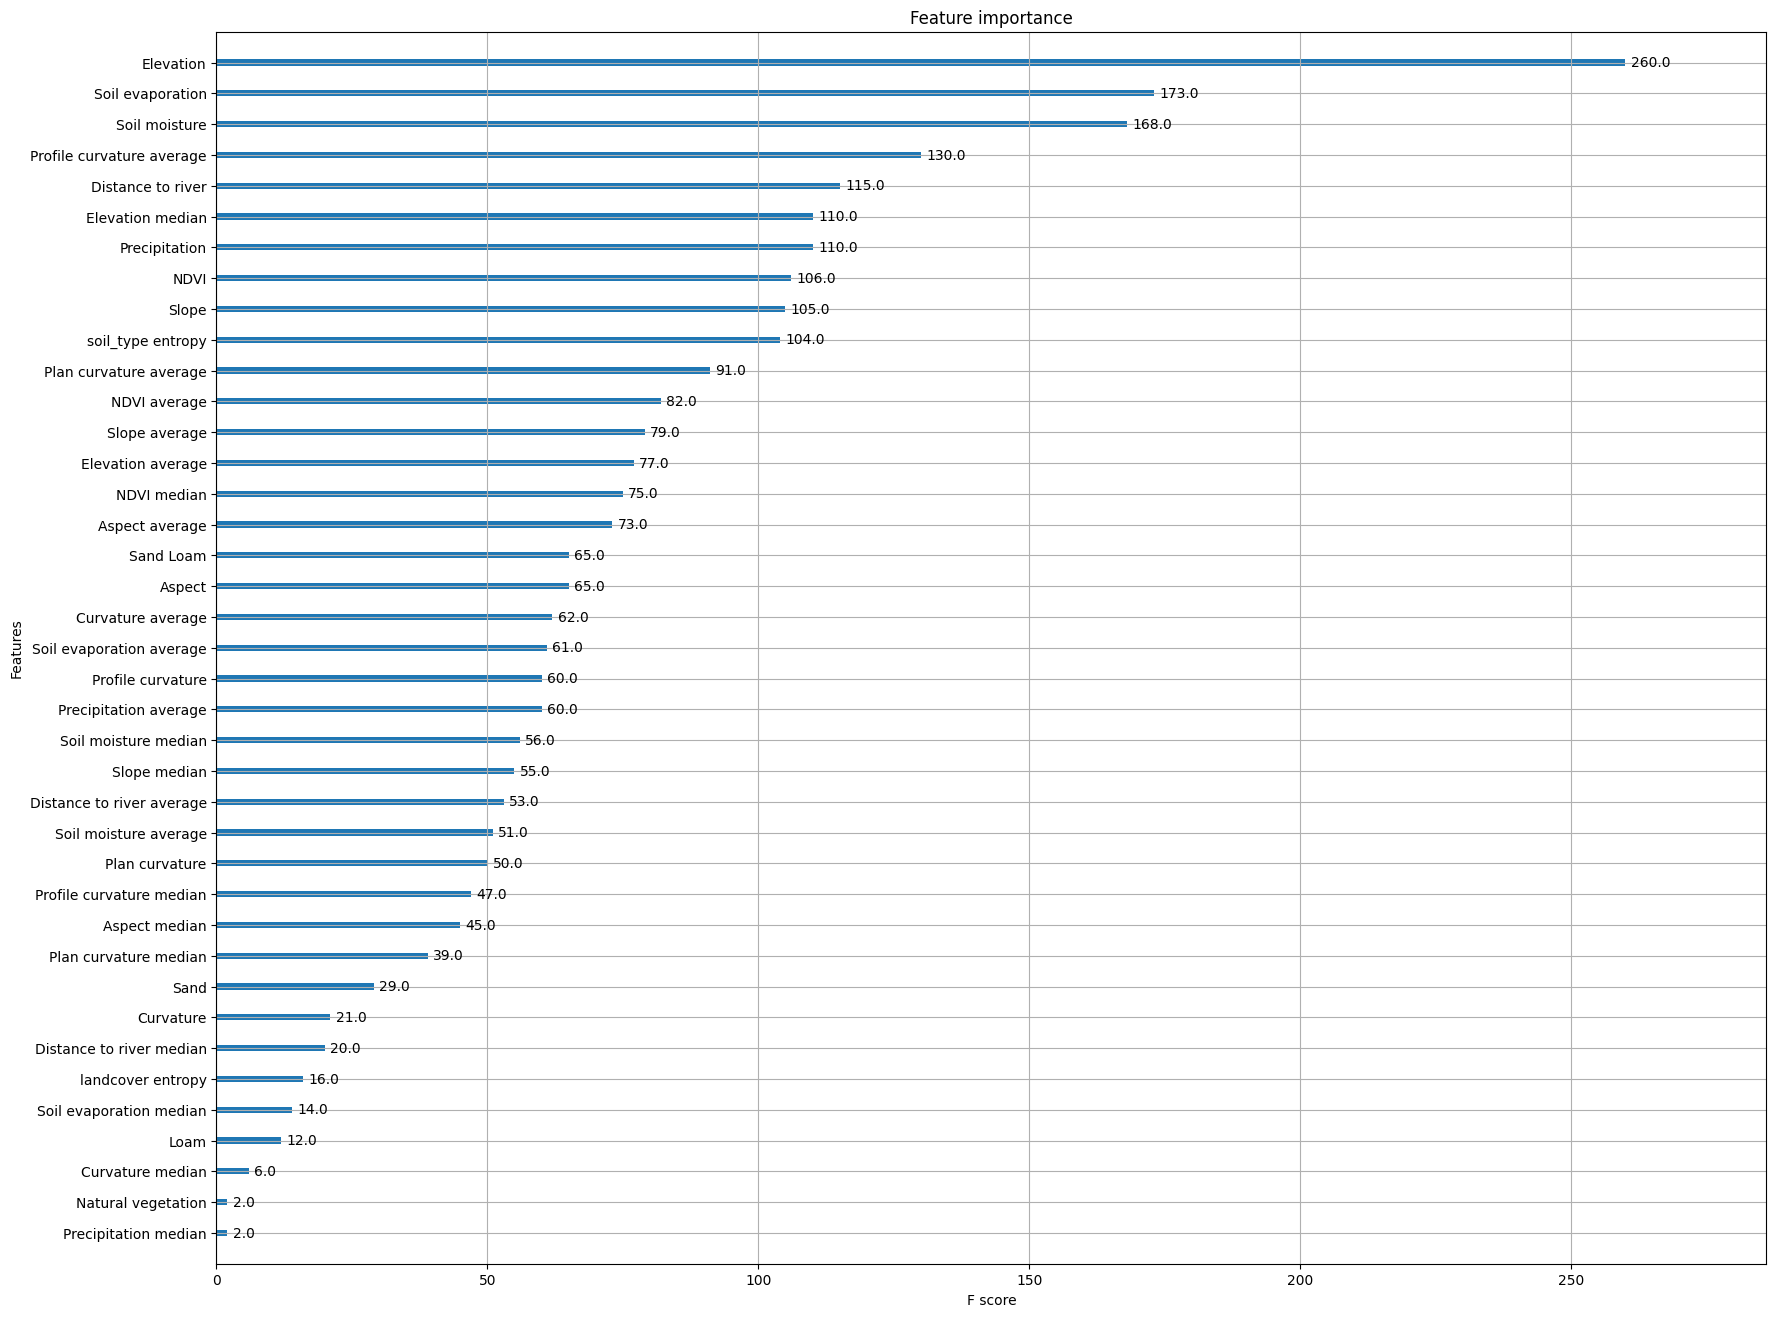 Feature importance
Elevation 260.0
Soil evaporation 173.0
Soil moisture 168.0
Profile curvature average 130.0
Distance to river 115.0
Elevation median 110.0
Precipitation 110.0
NDVI 106.0
Slope 105.0
soil_type entropy 104.0
Plan curvature average 91.0
NDVI average 82.0
Slope average 79.0
Elevation average 77.0
NDVI median 75.0
Aspect average 73.0
Sand Loam 65.0
Aspect 65.0
Curvature average 62.0
Soil evaporation average 61.0
Profile curvature 60.0
Precipitation average 60.0
Soil moisture median 56.0
Slope median 55.0
Distance to river average 53.0
Soil moisture average 51.0
Plan curvature 50.0
Profile curvature median 47.0
Aspect median 45.0
Plan curvature median 39.0
Sand 29.0
Curvature 21.0
Distance to river median 20.0
landcover entropy 16.0
Soil evaporation median 14.0
Loam 12.0
Curvature median 6.0
Natural vegetation 2.0
Precipitation median 2.0
Features
0 50 100 150 200 250
F score